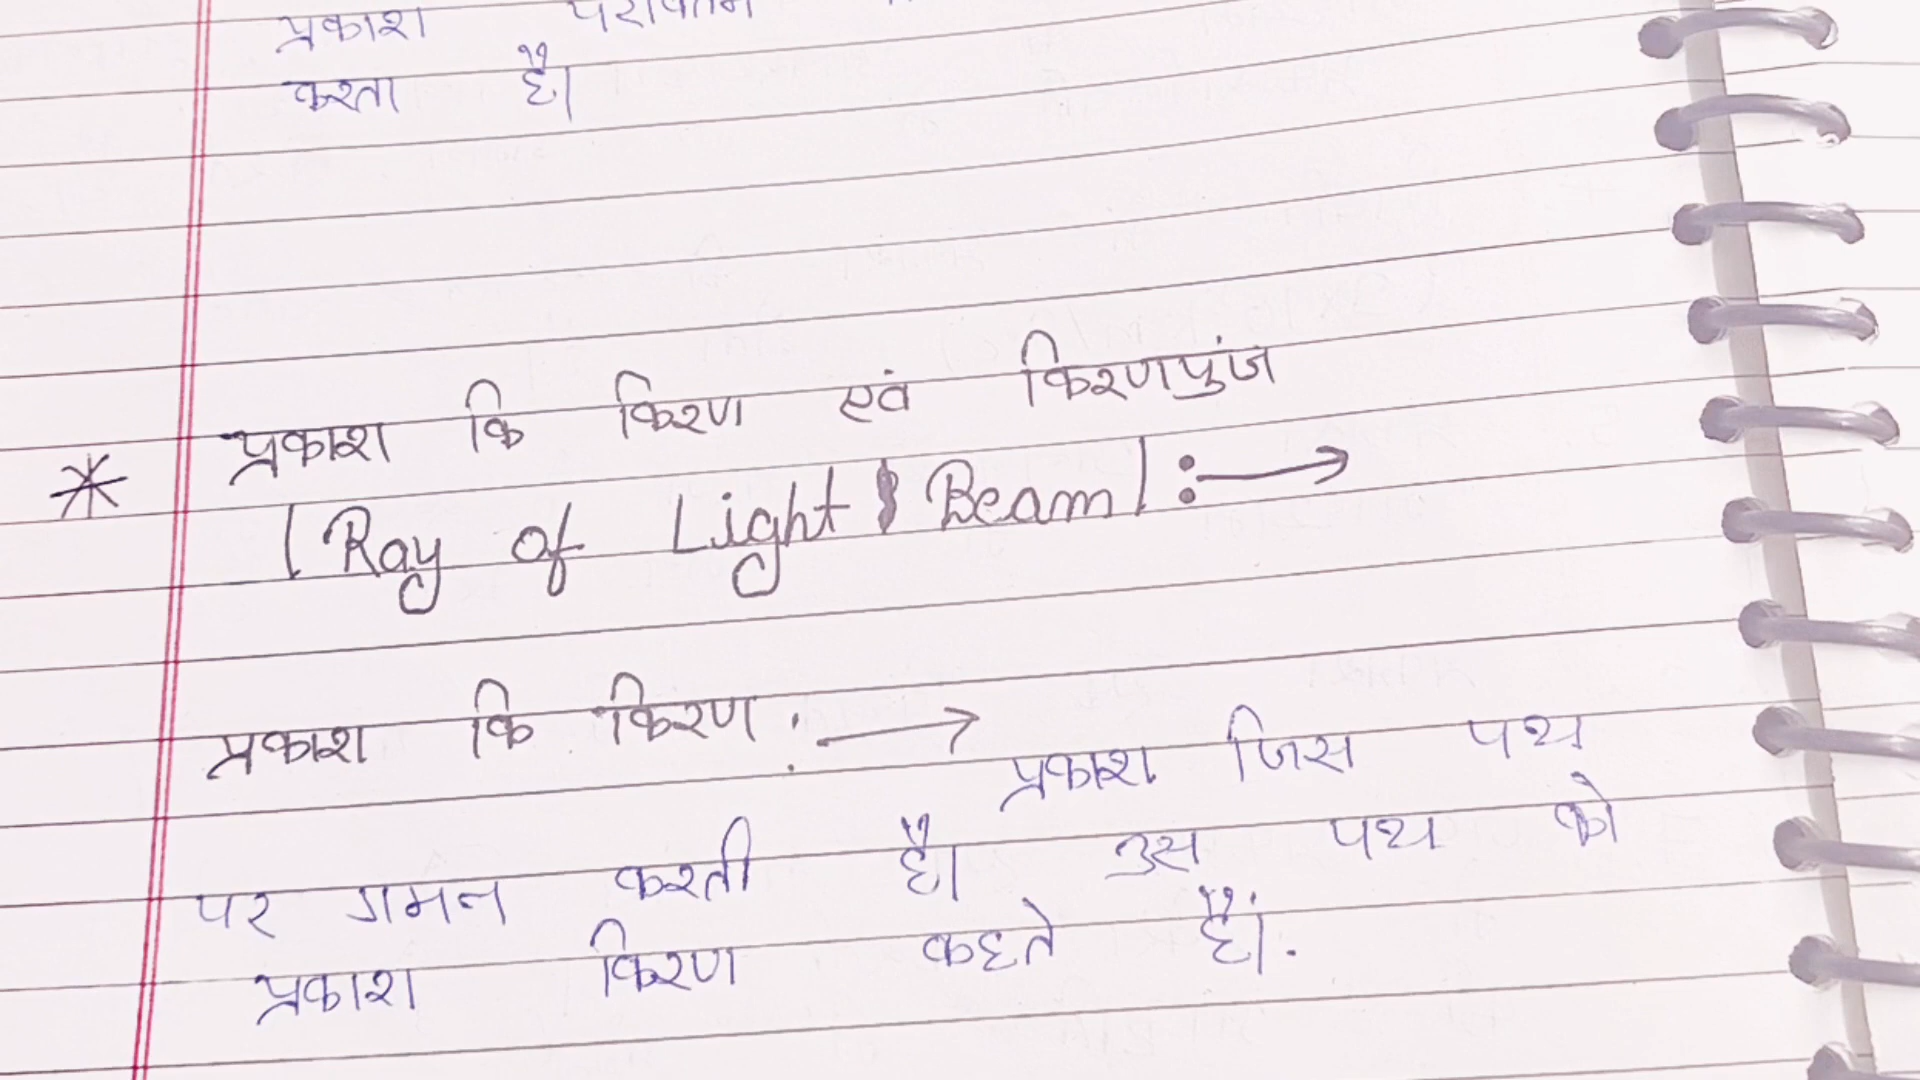 प्रकाश परावर्तन
करता है।
* प्रकाश कि किरण एवं किरणपुंज
(Ray of Light & Beam) :→
प्रकाश कि किरण :→ प्रकाश जिस पथ
पर गमन करती है। उस पथ को
प्रकाश किरण कहते हैं।.